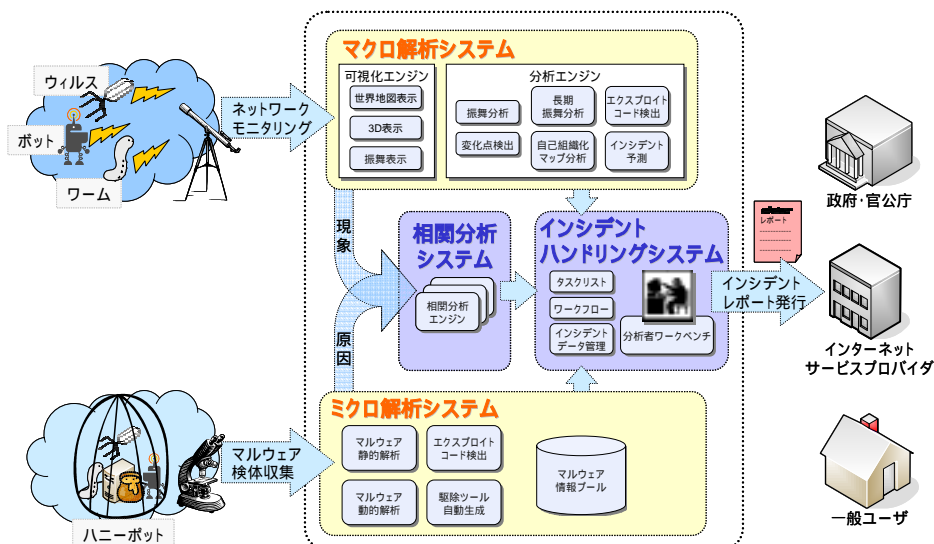 ウィルス
ボット
ワーム
ネットワーク
モニタリング
マクロ解析システム
可視化エンジン
世界地図表示
3D表示
振舞表示
分析エンジン
振舞分析
長期
振舞分析
エクスプロイト
コード検出
変化点検出
自己組織化
マップ分析
インシデント
予測
現象
原因
相関分析
システム
相関分析
エンジン
インシデント
ハンドリングシステム
タスクリスト
ワークフロー
インシデント
データ管理
分析者ワークベンチ
レポート
インシデント
レポート発行
政府・官公庁
インターネット
サービスプロバイダ
一般ユーザ
ハニーポット
マルウェア
検体収集
ミクロ解析システム
マルウェア
静的解析
エクスプロイト
コード検出
マルウェア
動的解析
駆除ツール
自動生成
マルウェア
情報プール